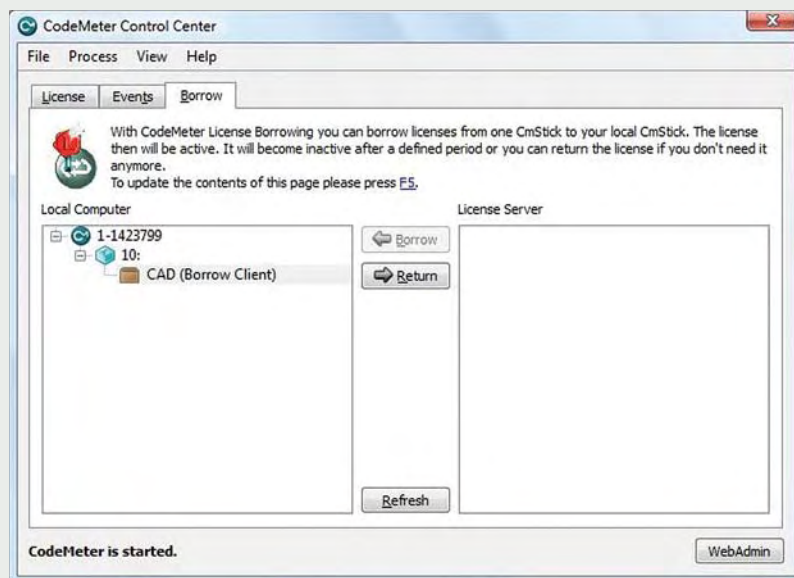 CodeMeter Control Center
File Process View Help
License Events Borrow
With CodeMeter License Borrowing you can borrow licenses from one CmStick to your local CmStick. The license
then will be active. It will become inactive after a defined period or you can return the license if you don't need it
anymore.
To update the contents of this page please press F5.
Local Computer
License Server
1-1423799
10:
CAD (Borrow Client)
Borrow
Return
Refresh
CodeMeter is started.
WebAdmin